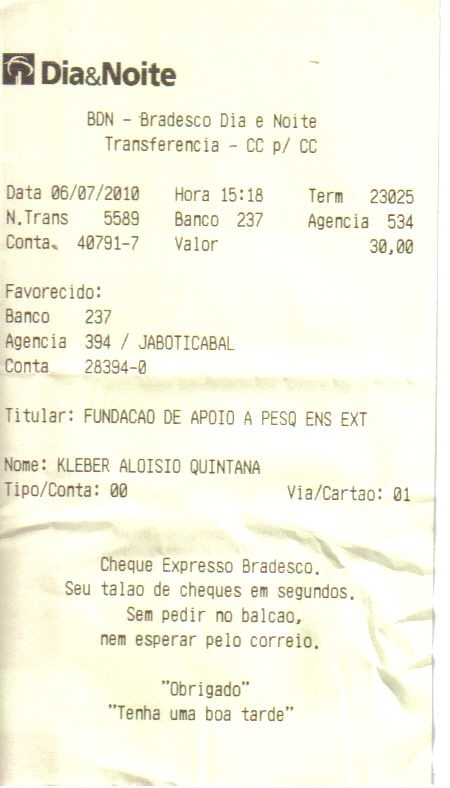 Dia&Noite
BDN - Bradesco Dia e Noite
Transferencia - CC p/ CC
Data 06/07/2010 Hora 15:18 Term 23025
N.Trans 5589 Banco 237 Agencia 534
Conta. 40791-7 Valor 30,00
Favorecido:
Banco 237
Agencia 394 / JABOTICABAL
Conta 28394-0
Titular: FUNDACAO DE APOIO A PESQ ENS EXT
Nome: KLEBER ALOISIO QUINTANA
Tipo/Conta: 00 Via/Cartao: 01
Cheque Expresso Bradesco.
Seu talao de cheques em segundos.
Sem pedir no balcao,
nem esperar pelo correio.
"Obrigado"
"Tenha uma boa tarde"